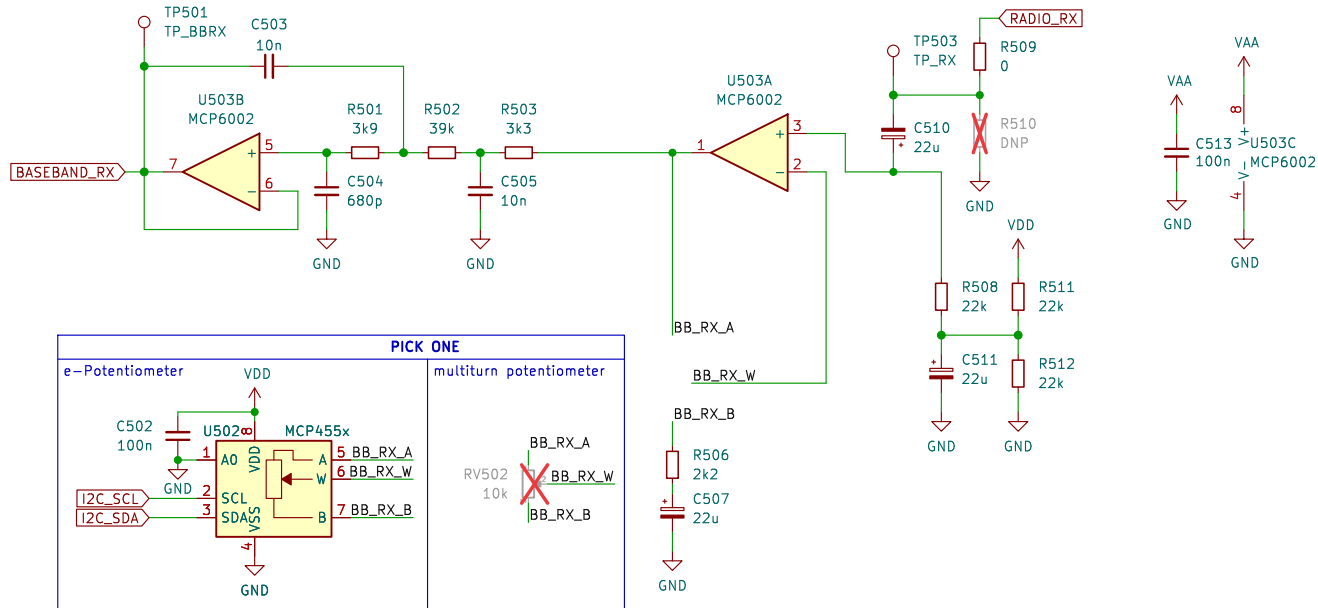 TP501
TP_BBRX
C503
10n
U503B
MCP6002
R501
3k9
R502
39k
R503
3k3
5
6
7
+
−
BASEBAND_RX
C504
680p
GND
C505
10n
GND
U503A
MCP6002
1
3
2
+
−
TP503
TP_RX
RADIO_RX
R509
0
C510
22u
+
R510
DNP
GND
VDD
R508
22k
R511
22k
+
C511
22u
R512
22k
GND
GND
VAA
C513
100n
GND
VAA
8
V+
V−
4
U503C
MCP6002
GND
BB_RX_A
BB_RX_W
BB_RX_B
R506
2k2
+
C507
22u
GND
PICK ONE
e-Potentiometer
multiturn potentiometer
VDD
C502
100n
GND
U502
MCP455x
8
VDD
1
A0
2
SCL
3
SDA
VSS
4
GND
A
5
BB_RX_A
W
6
BB_RX_W
B
7
BB_RX_B
I2C_SCL
I2C_SDA
RV502
10k
BB_RX_A
BB_RX_W
BB_RX_B